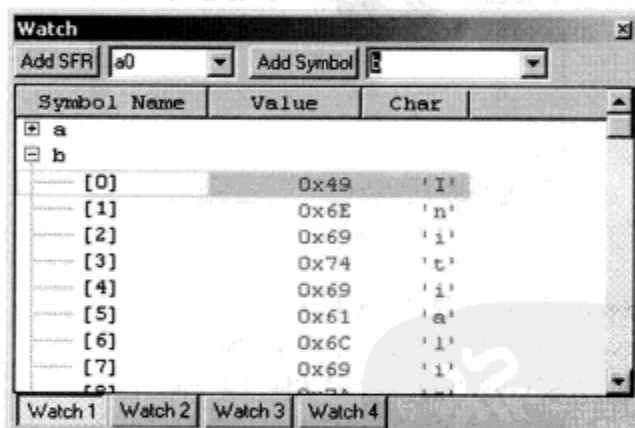 Watch
Add SFR a0 Add Symbol
Symbol Name Value Char
a
b
[0] 0x49 'I'
[1] 0x6E 'n'
[2] 0x69 'i'
[3] 0x74 't'
[4] 0x69 'i'
[5] 0x61 'a'
[6] 0x6C 'l'
[7] 0x69 'i'
Watch 1 Watch 2 Watch 3 Watch 4